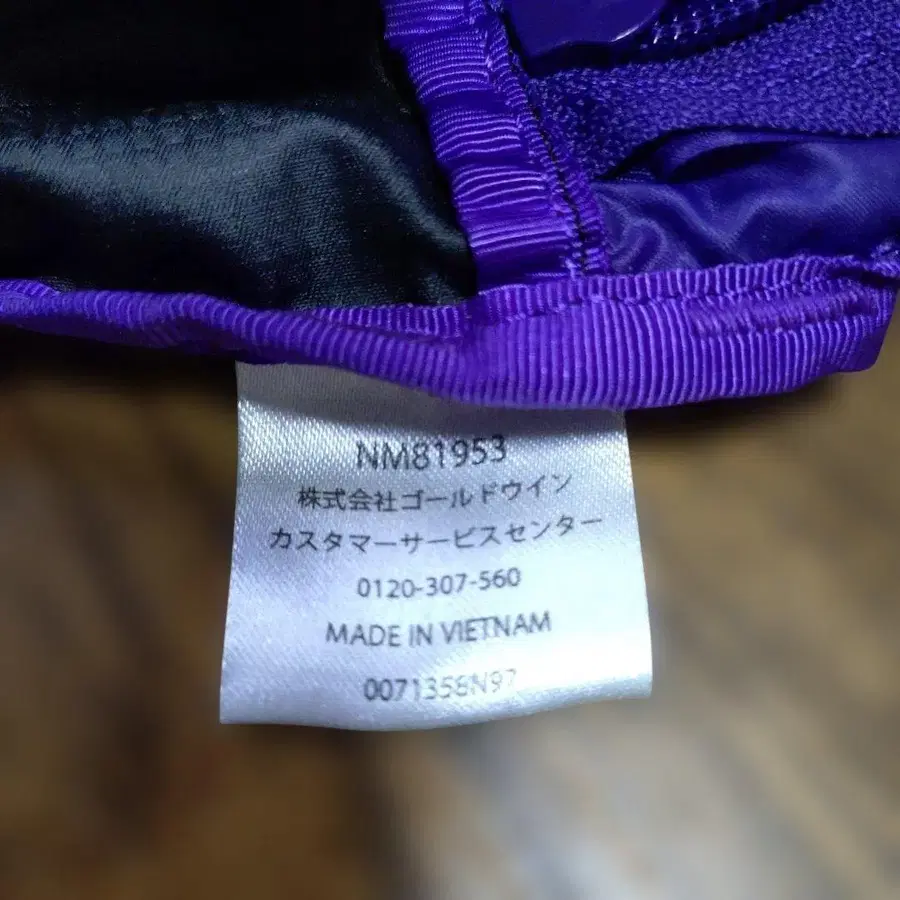 NM81953
株式会社ゴールドウイン
カスタマーサービスセンター
0120-307-560
MADE IN VIETNAM
0071358N97